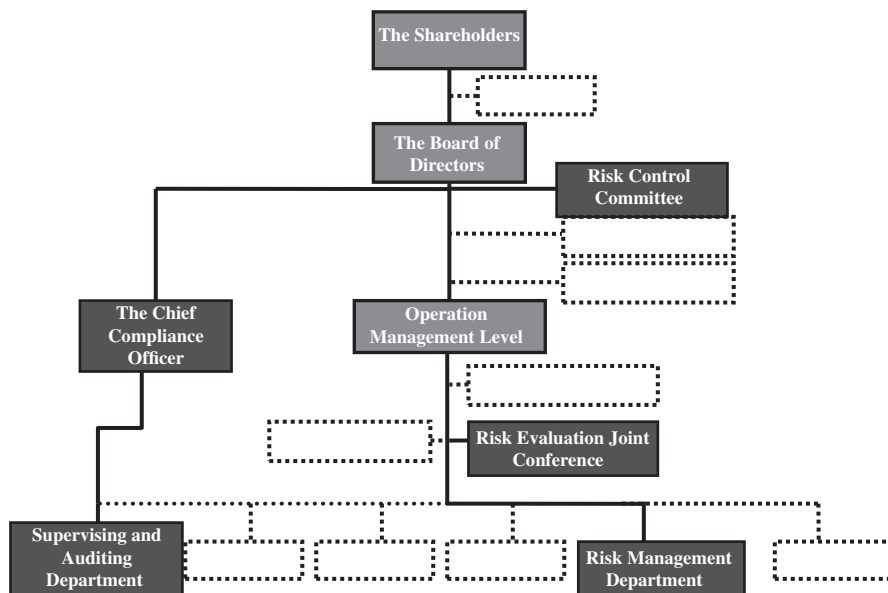 The Shareholders
The Board of
Directors
Risk Control
Committee
The Chief
Compliance
Officer
Operation
Management Level
Risk Evaluation Joint
Conference
Supervising and
Auditing
Department
Risk Management
Department